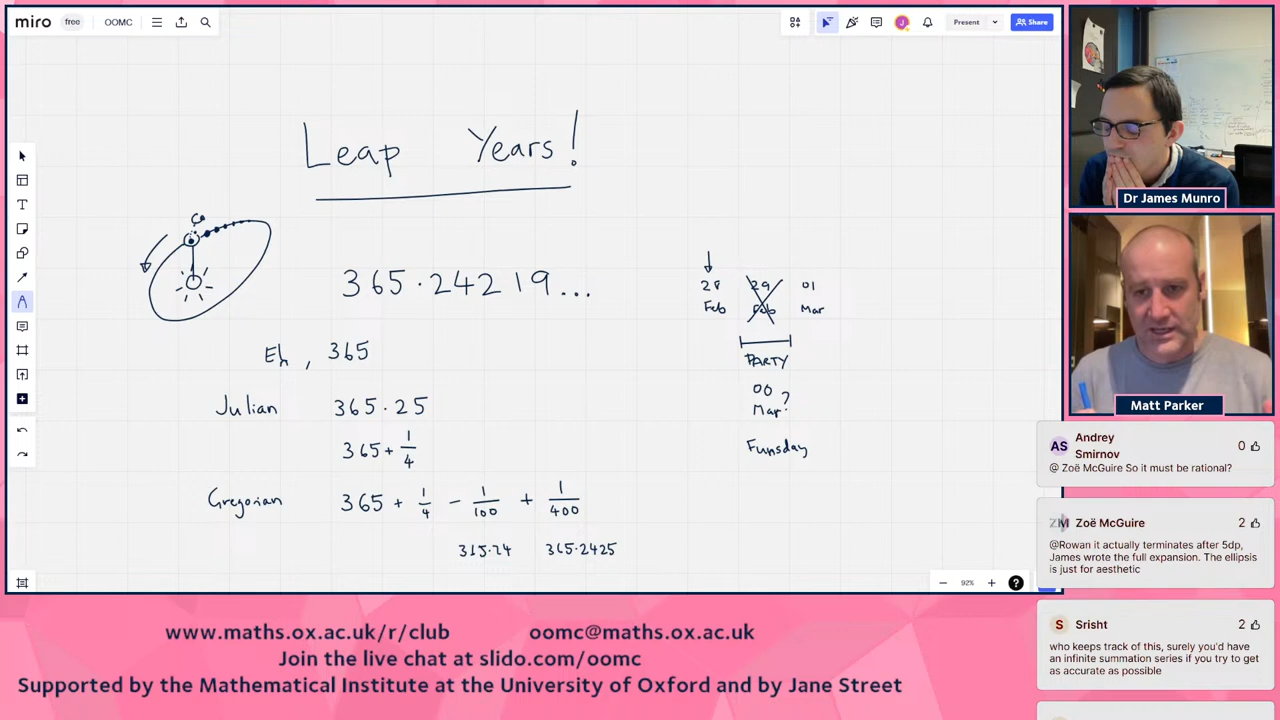 miro free OOMC
Present Share
Leap Years!
365.24219...
Eh, 365
Julian 365.25
365+1/4
Gregorian 365 + 1/4 - 1/100 + 1/400
365.24 365.2425
28 29 01
Feb Feb Mar
PARTY
00
Mar?
Funsday
92%
Dr James Munro
Matt Parker
AS Andrey Smirnov 0
@ Zoë McGuire So it must be rational?
ZM Zoë McGuire 2
@Rowan it actually terminates after 5dp,
James wrote the full expansion. The ellipsis
is just for aesthetic
S Srisht 2
who keeps track of this, surely you'd have
an infinite summation series if you try to get
as accurate as possible
www.maths.ox.ac.uk/r/club oomc@maths.ox.ac.uk
Join the live chat at slido.com/oomc
Supported by the Mathematical Institute at the University of Oxford and by Jane Street